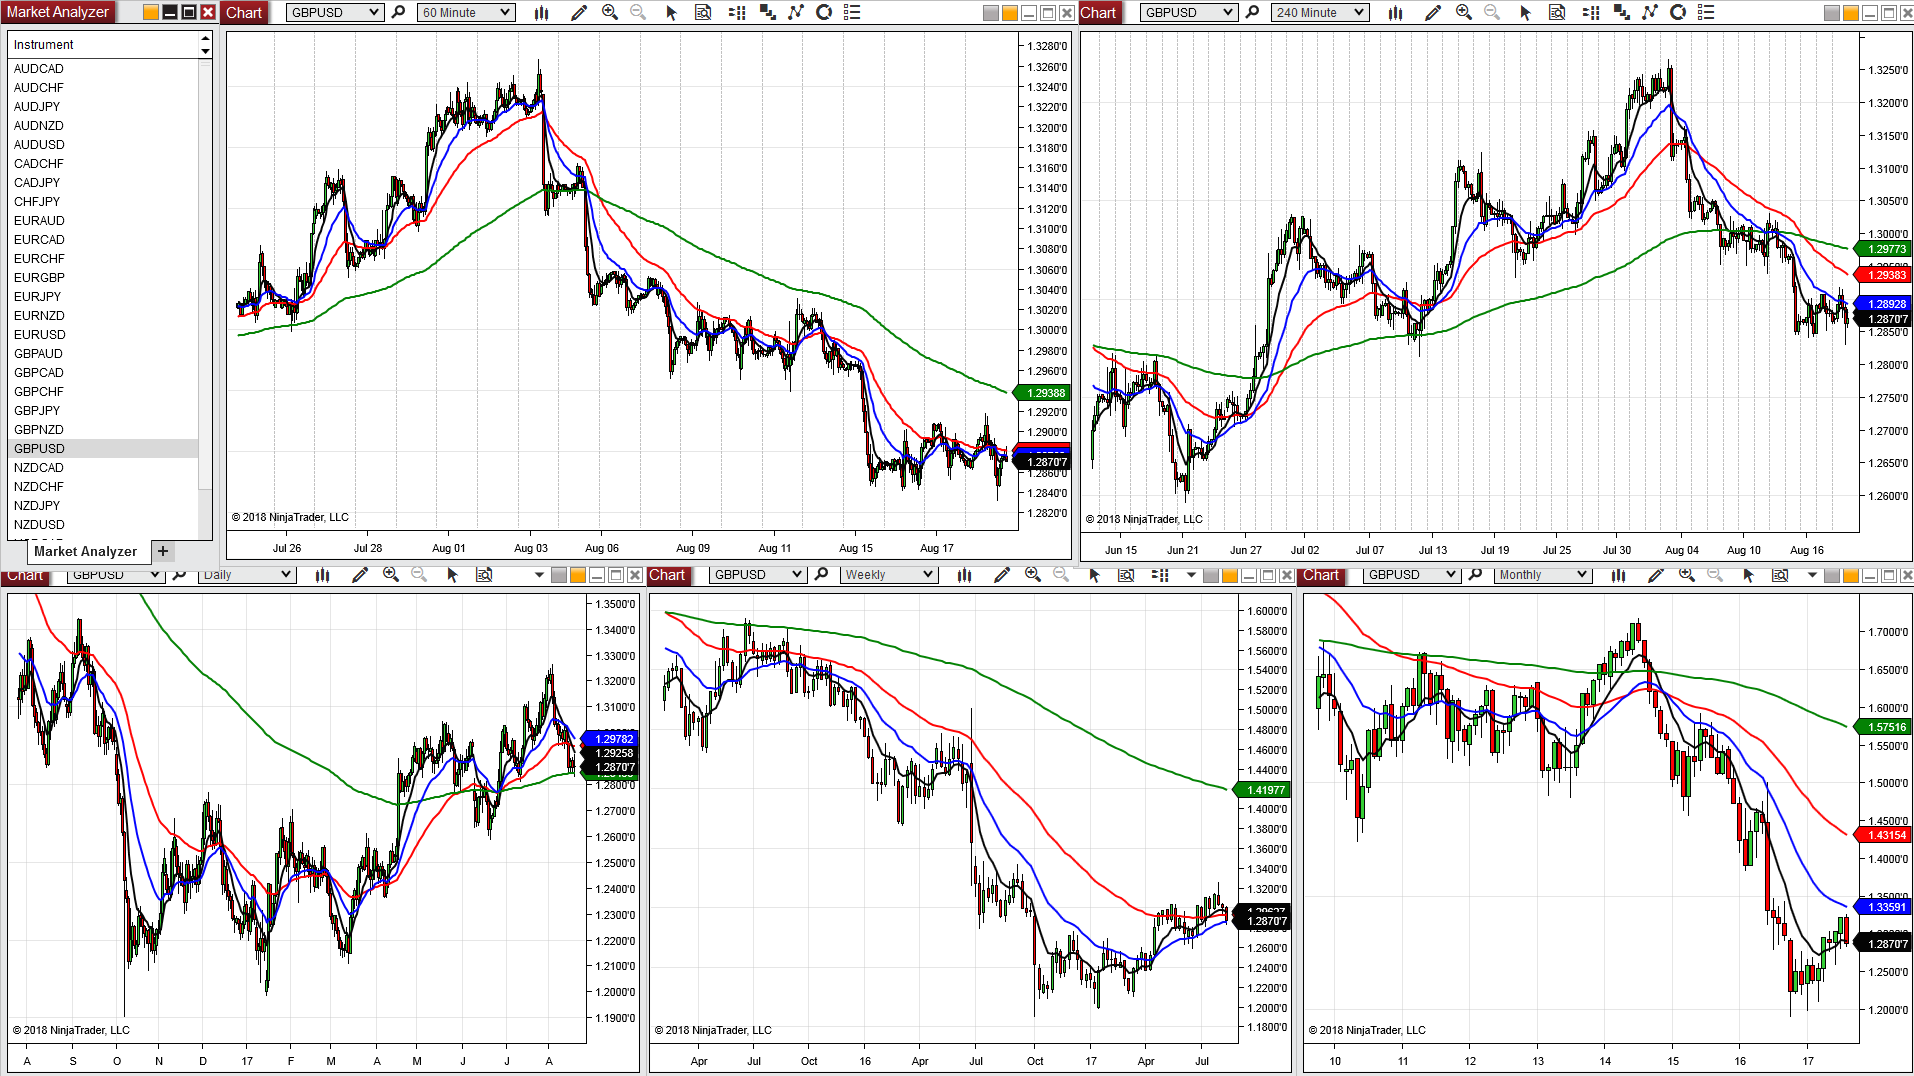 Market Analyzer
Instrument
AUDCAD
AUDCHF
AUDJPY
AUDNZD
AUDUSD
CADCHF
CADJPY
CHFJPY
EURAUD
EURCAD
EURCHF
EURGBP
EURJPY
EURNZD
EURUSD
GBPAUD
GBPCAD
GBPCHF
GBPJPY
GBPNZD
GBPUSD
NZDCAD
NZDCHF
NZDJPY
NZDUSD
Market Analyzer +
Chart GBPUSD 60 Minute
1.3280'0
1.3260'0
1.3240'0
1.3220'0
1.3200'0
1.3180'0
1.3160'0
1.3140'0
1.3120'0
1.3100'0
1.3080'0
1.3060'0
1.3040'0
1.3020'0
1.3000'0
1.2980'0
1.2960'0
1.29388
1.2920'0
1.2900'0
1.2870'7
1.2860'0
1.2840'0
1.2820'0
© 2018 NinjaTrader, LLC
Jul 26 Jul 28 Aug 01 Aug 03 Aug 06 Aug 09 Aug 11 Aug 15 Aug 17
Chart GBPUSD 240 Minute
1.3250'0
1.3200'0
1.3150'0
1.3100'0
1.3050'0
1.3000'0
1.29773
1.29383
1.28928
1.2870'7
1.2850'0
1.2800'0
1.2750'0
1.2700'0
1.2650'0
1.2600'0
© 2018 NinjaTrader, LLC
Jun 15 Jun 21 Jun 27 Jul 02 Jul 07 Jul 13 Jul 19 Jul 25 Jul 30 Aug 04 Aug 10 Aug 16
Chart GBPUSD Daily
1.3500'0
1.3400'0
1.3300'0
1.3200'0
1.3100'0
1.29782
1.29258
1.2870'7
1.2800'0
1.2700'0
1.2600'0
1.2500'0
1.2400'0
1.2300'0
1.2200'0
1.2100'0
1.2000'0
1.1900'0
© 2018 NinjaTrader, LLC
A S O N D 17 F M A M J J A
Chart GBPUSD Weekly
1.6000'0
1.5800'0
1.5600'0
1.5400'0
1.5200'0
1.5000'0
1.4800'0
1.4600'0
1.4400'0
1.41977
1.4000'0
1.3800'0
1.3600'0
1.3400'0
1.3200'0
1.2870'7
1.2600'0
1.2400'0
1.2200'0
1.2000'0
1.1800'0
© 2018 NinjaTrader, LLC
Apr Jul Oct 16 Apr Jul Oct 17 Apr Jul
Chart GBPUSD Monthly
1.7000'0
1.6500'0
1.6000'0
1.57516
1.5500'0
1.5000'0
1.4500'0
1.43154
1.4000'0
1.3500'0
1.33591
1.2870'7
1.2500'0
1.2000'0
© 2018 NinjaTrader, LLC
10 11 12 13 14 15 16 17